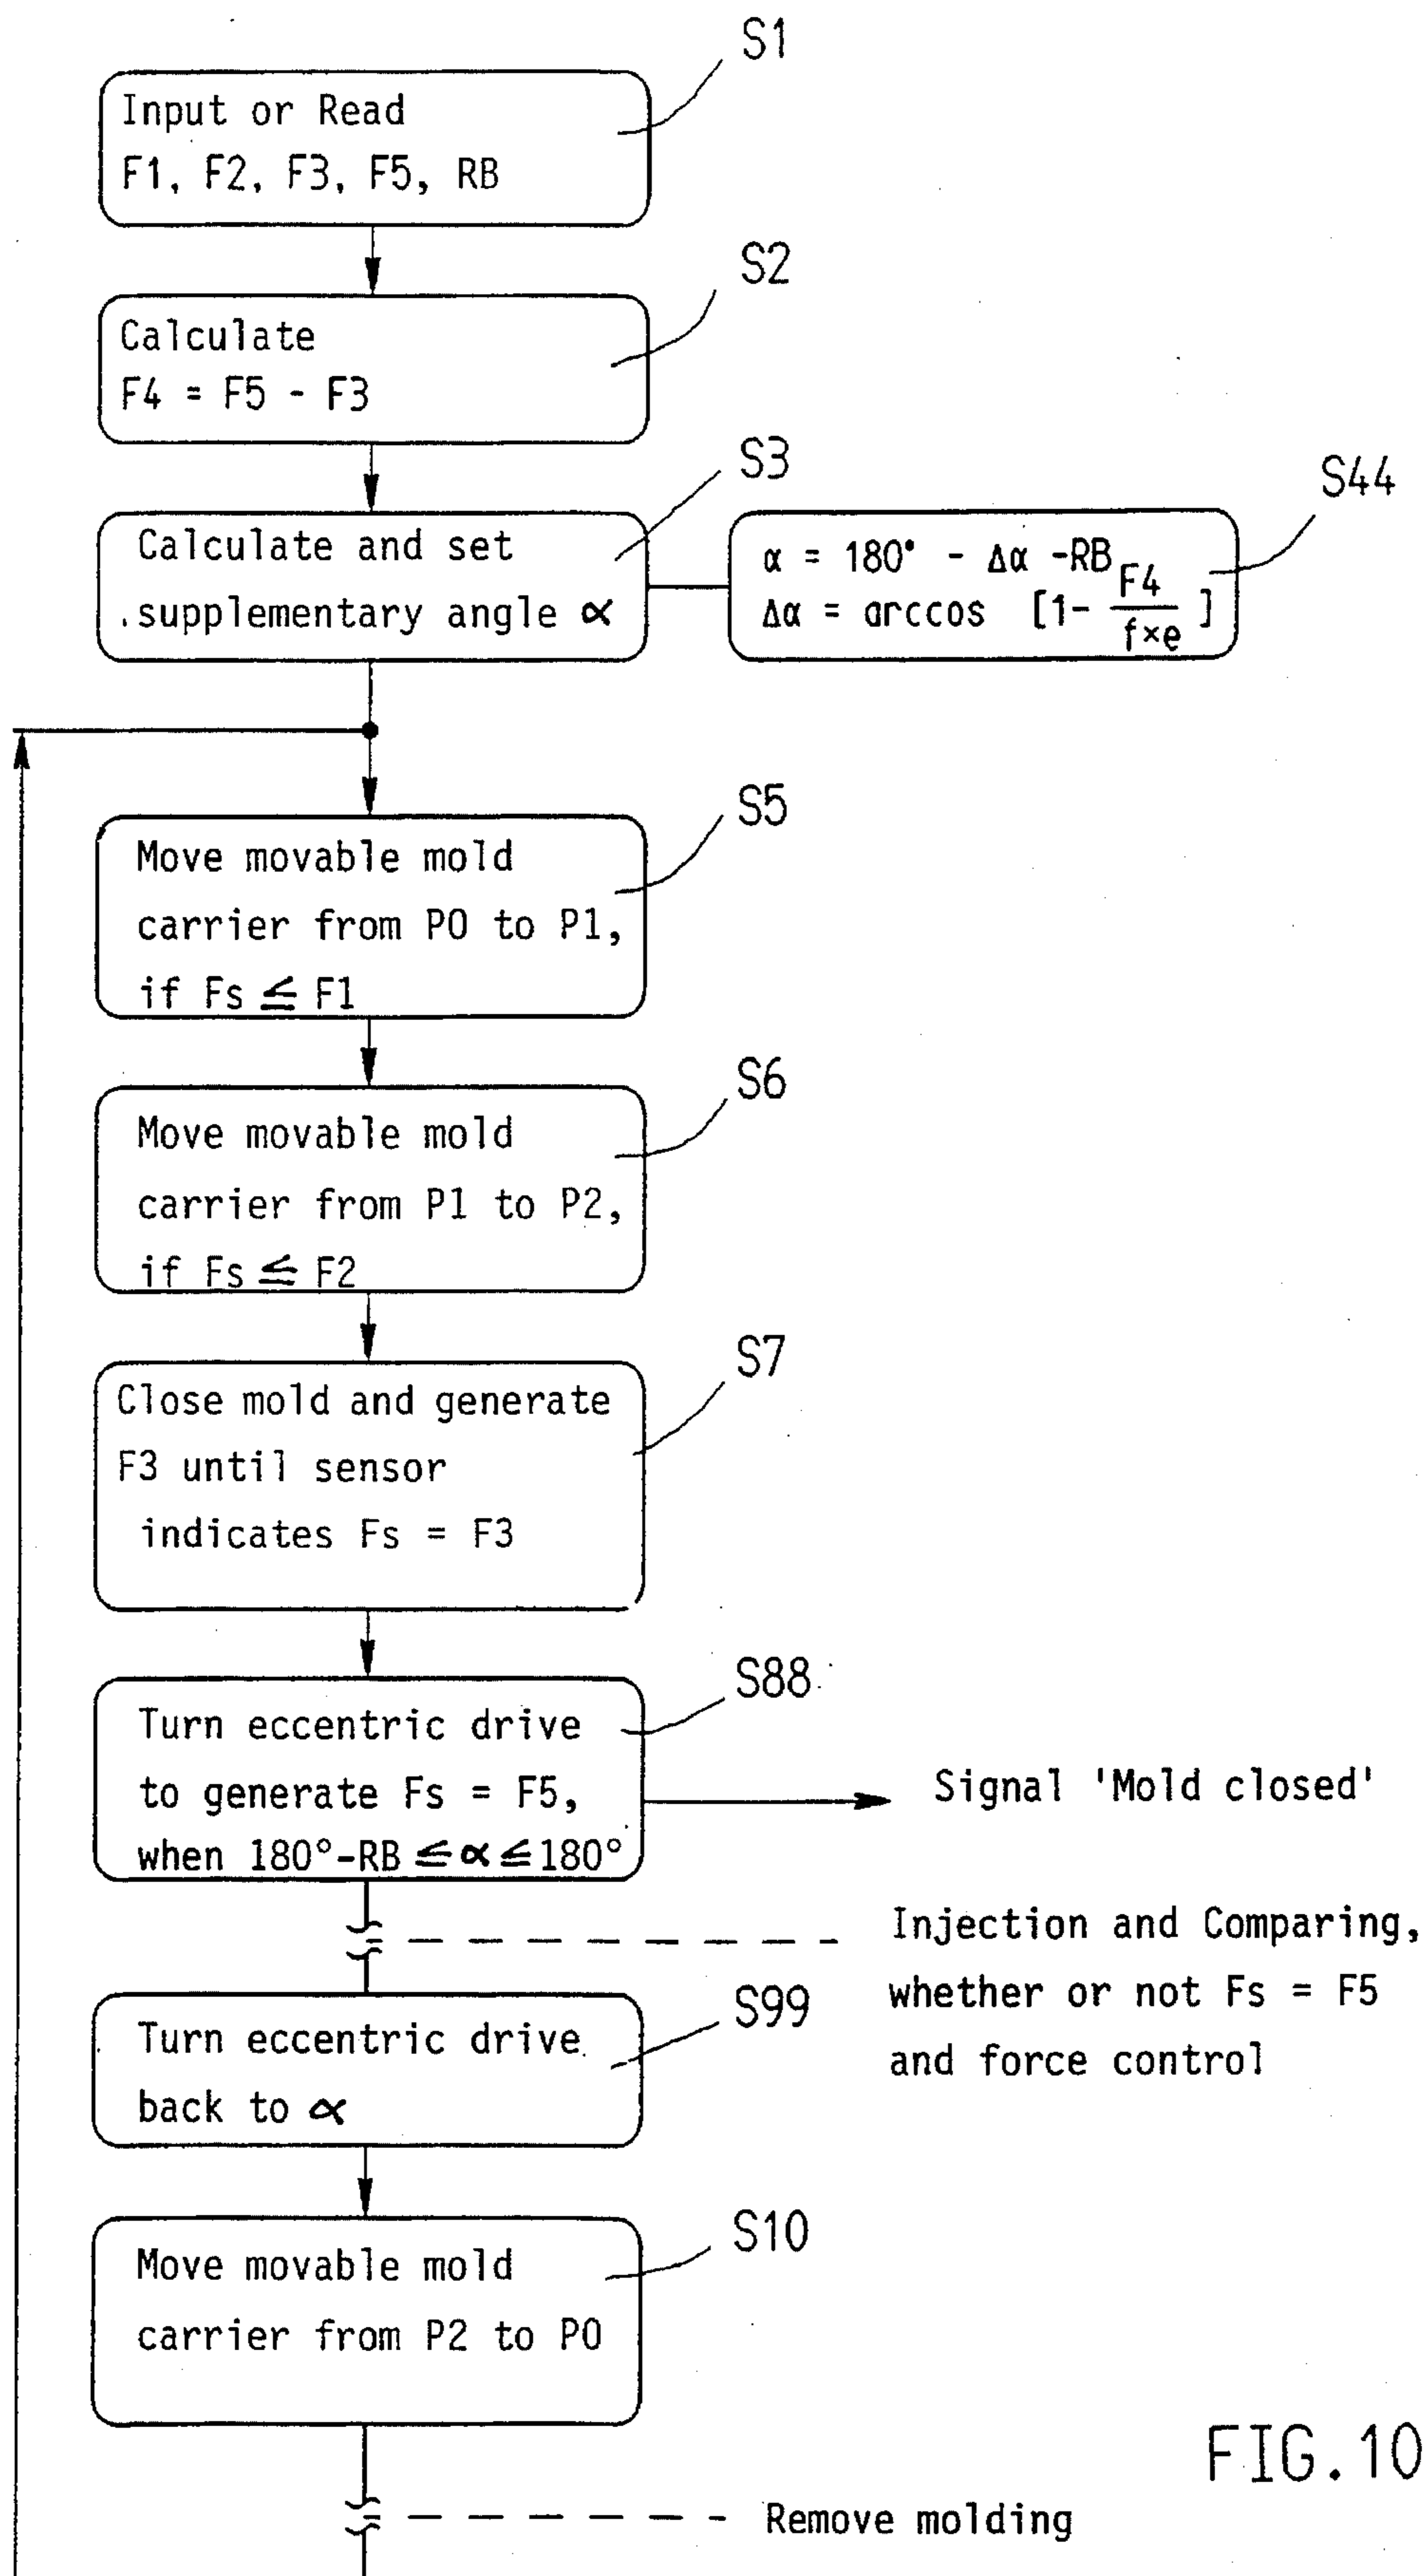 S1
Input or Read
F1, F2, F3, F5, RB
S2
Calculate
F4 = F5 - F3
S3
Calculate and set
supplementary angle α
S44
α = 180° - Δα -RB
Δα = arccos [1- F4/f×e ]
S5
Move movable mold
carrier from P0 to P1,
if Fs ≦ F1
S6
Move movable mold
carrier from P1 to P2,
if Fs ≦ F2
S7
Close mold and generate
F3 until sensor
indicates Fs = F3
S88
Turn eccentric drive
to generate Fs = F5,
when 180°-RB ≦ α ≦ 180°
Signal 'Mold closed'
Injection and Comparing,
whether or not Fs = F5
and force control
S99
Turn eccentric drive
back to α
S10
Move movable mold
carrier from P2 to P0
Remove molding
FIG.10